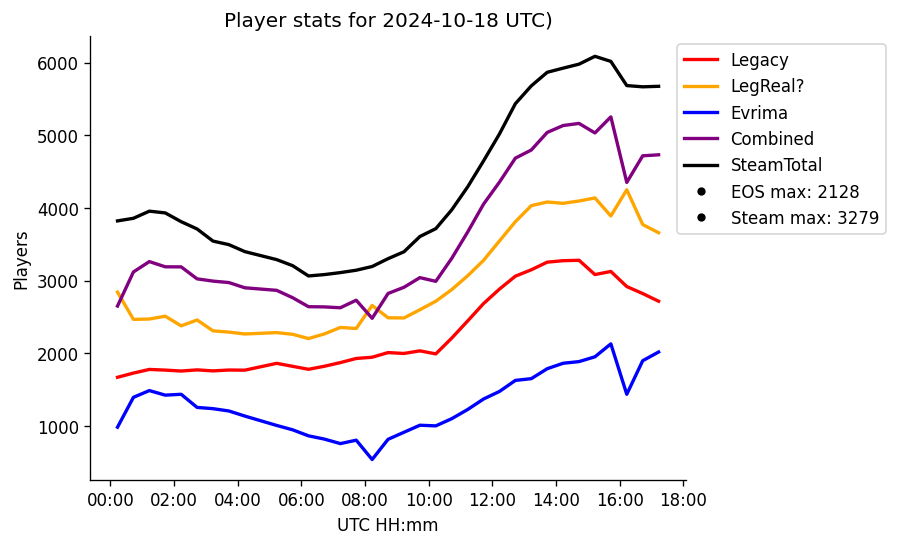 Player stats for 2024-10-18 UTC)
Players
6000
5000
4000
3000
2000
1000
00:00 02:00 04:00 06:00 08:00 10:00 12:00 14:00 16:00 18:00
UTC HH:mm
Legacy
LegReal?
Evrima
Combined
SteamTotal
EOS max: 2128
Steam max: 3279